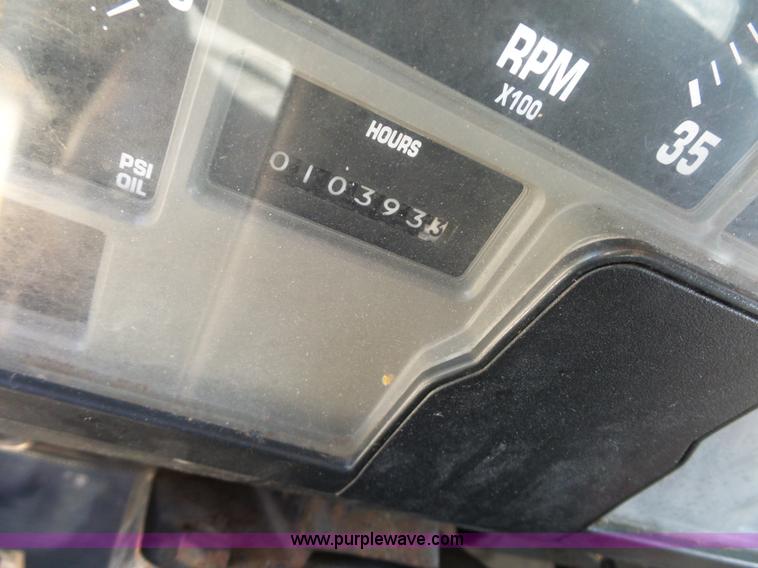 RPM
X100
35
HOURS
010393
PSI
OIL
www.purplewave.com